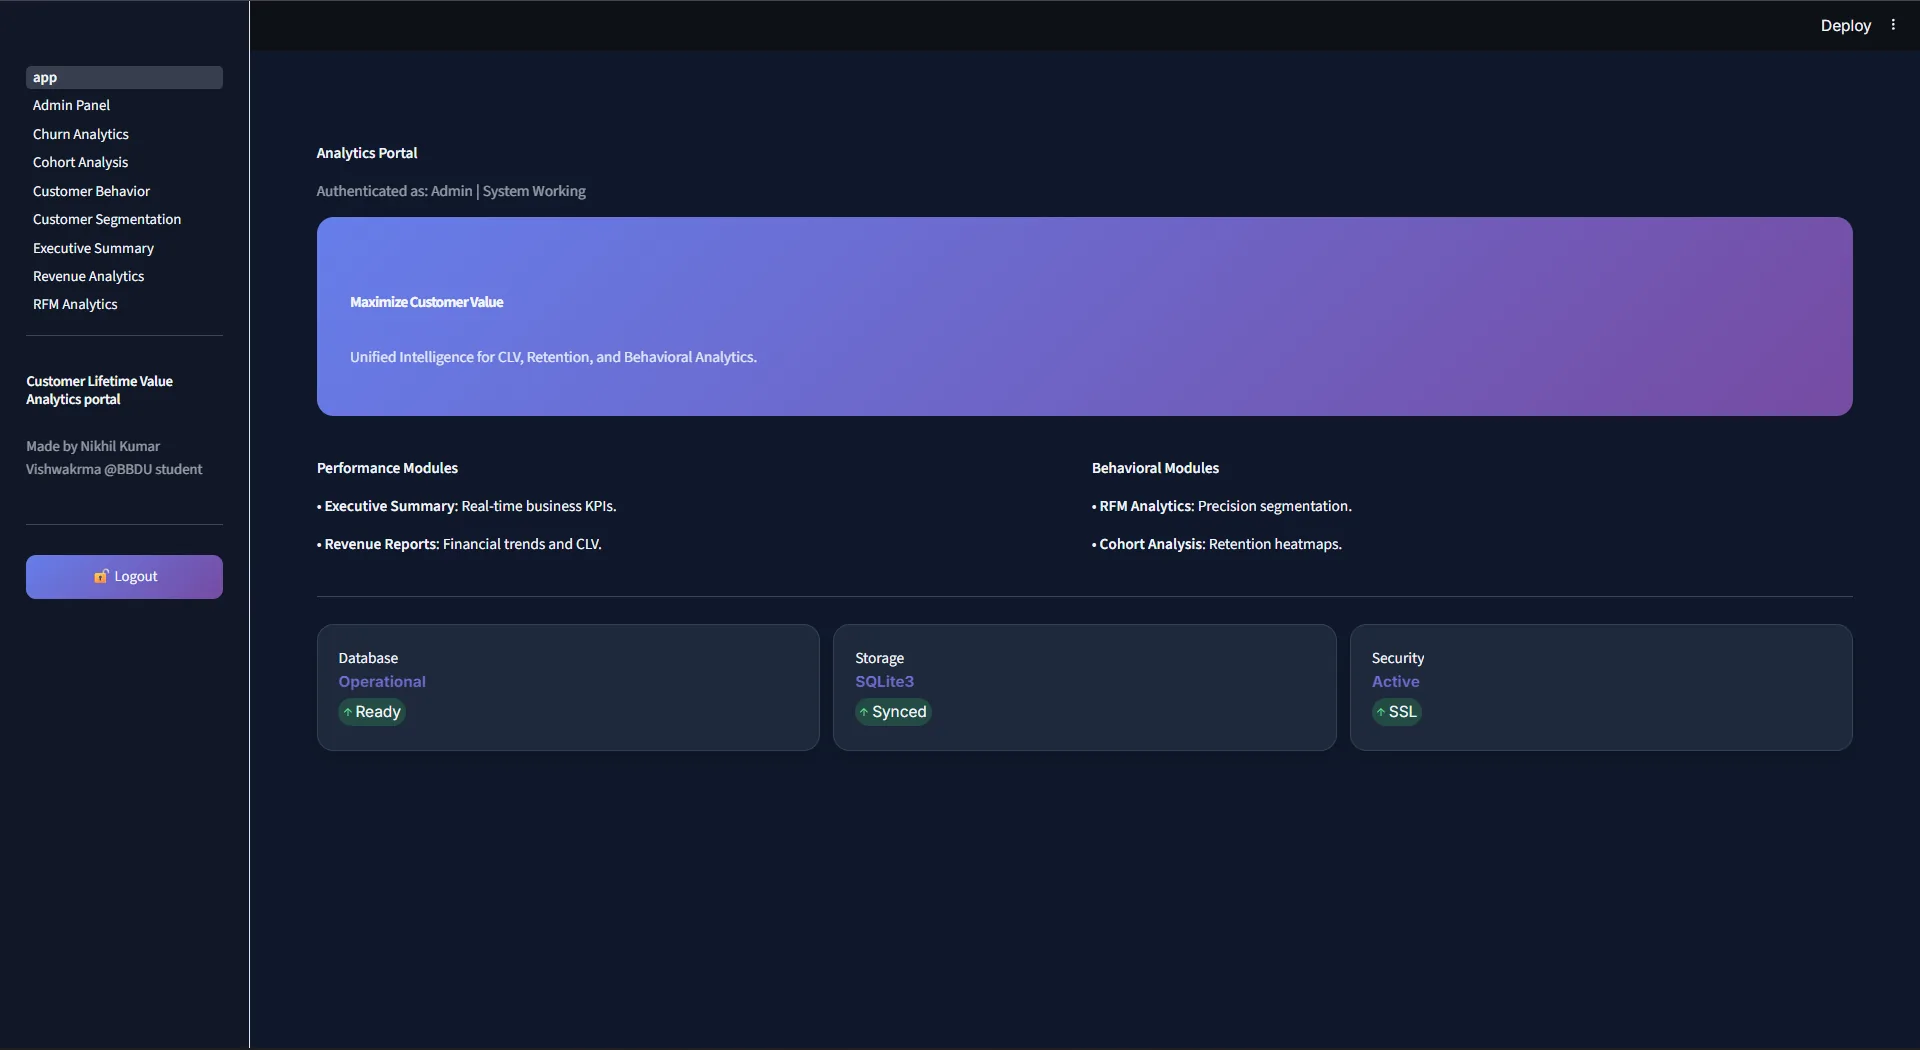 Deploy
app
Admin Panel
Churn Analytics
Cohort Analysis
Customer Behavior
Customer Segmentation
Executive Summary
Revenue Analytics
RFM Analytics
Customer Lifetime Value
Analytics portal
Made by Nikhil Kumar
Vishwakrma @BBDU student
Logout
Analytics Portal
Authenticated as: Admin | System Working
Maximize Customer Value
Unified Intelligence for CLV, Retention, and Behavioral Analytics.
Performance Modules
• Executive Summary: Real-time business KPIs.
• Revenue Reports: Financial trends and CLV.
Behavioral Modules
• RFM Analytics: Precision segmentation.
• Cohort Analysis: Retention heatmaps.
Database
Operational
↑ Ready
Storage
SQLite3
↑ Synced
Security
Active
↑ SSL